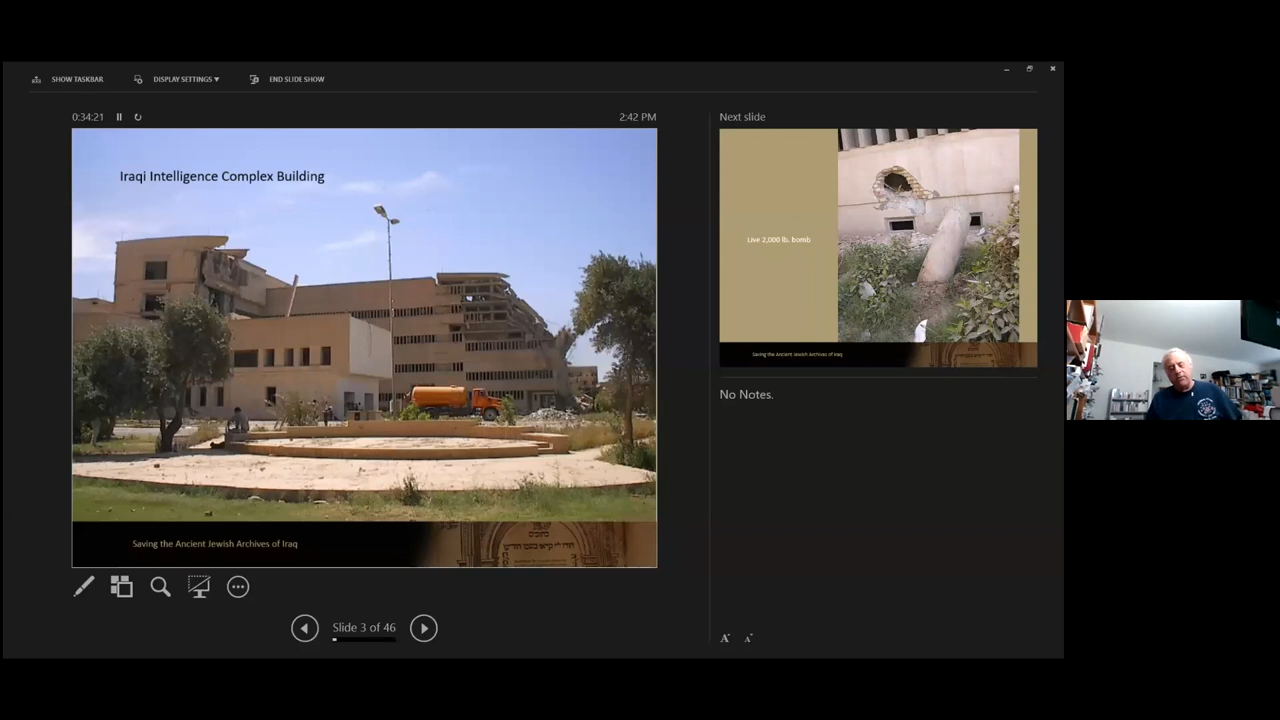 SHOW TASKBAR
DISPLAY SETTINGS ▾
END SLIDE SHOW
0:34:21
2:42 PM
Iraqi Intelligence Complex Building
Saving the Ancient Jewish Archives of Iraq
Slide 3 of 46
Next slide
Live 2,000 lb. bomb
Saving the Ancient Jewish Archives of Iraq
No Notes.
A
A